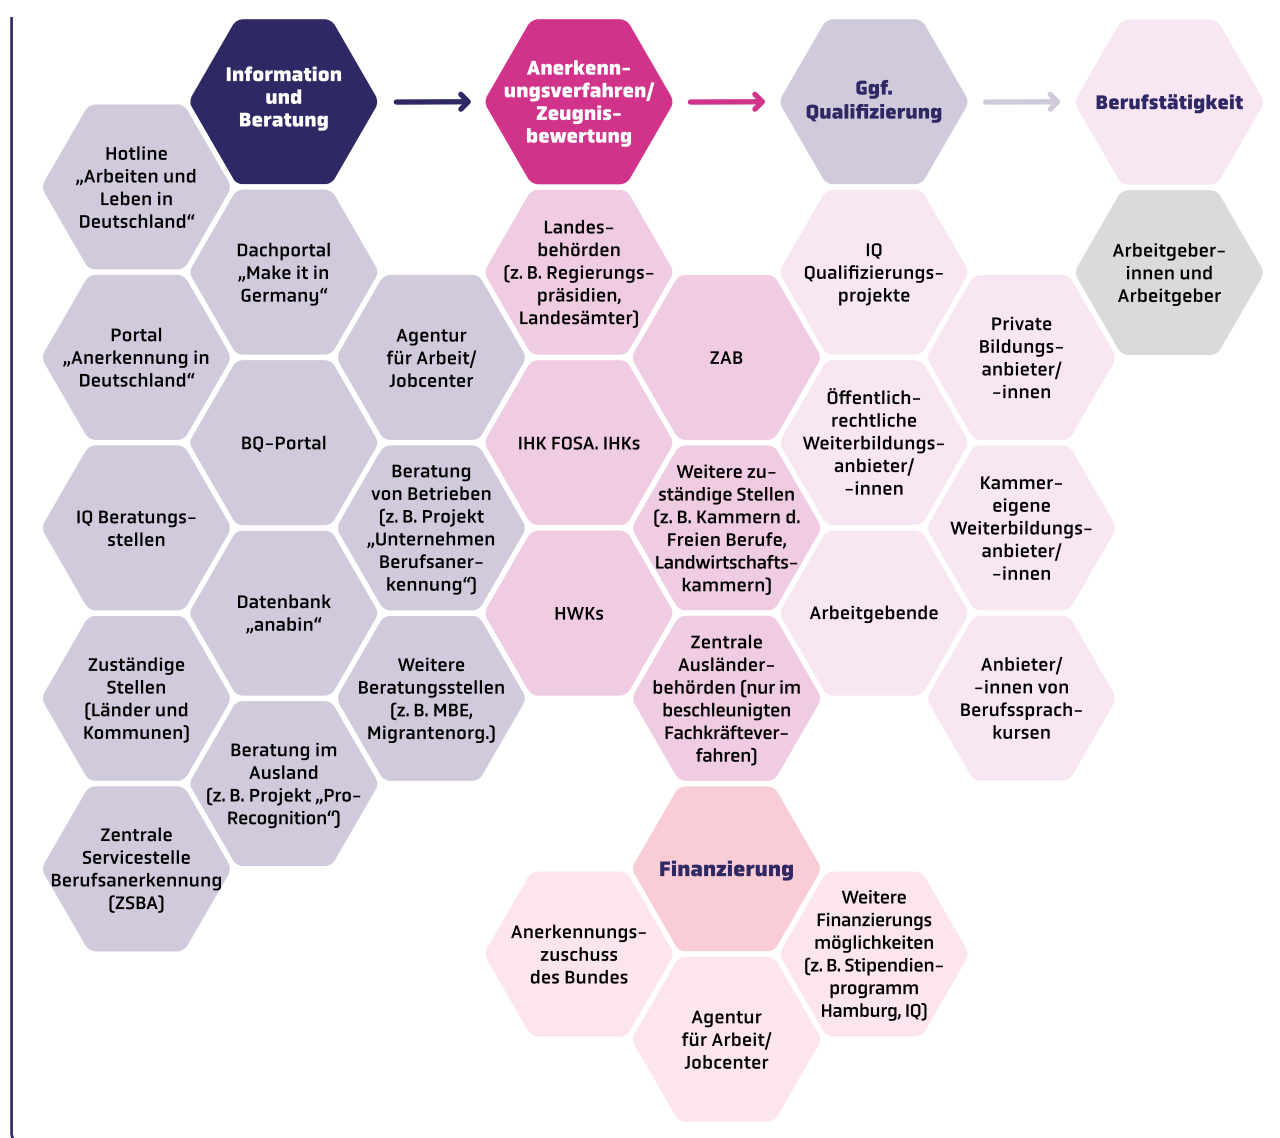 Information
und
Beratung
Anerkenn-
ungsverfahren/
Zeugnis-
bewertung
Ggf.
Qualifizierung
Berufstätigkeit
Hotline
„Arbeiten und
Leben in
Deutschland“
Portal
„Anerkennung in
Deutschland“
IQ Beratungs-
stellen
Zuständige
Stellen
(Länder und
Kommunen)
Zentrale
Servicestelle
Berufsanerkennung
(ZSBA)
Dachportal
„Make it in
Germany“
BQ-Portal
Datenbank
„anabin“
Beratung im
Ausland
(z. B. Projekt „Pro-
Recognition“)
Agentur
für Arbeit/
Jobcenter
Beratung
von Betrieben
(z. B. Projekt
„Unternehmen
Berufsaner-
kennung“)
Weitere
Beratungsstellen
(z. B. MBE,
Migrantenorg.)
Landes-
behörden
(z. B. Regierungs-
präsidien,
Landesämter)
IHK FOSA. IHKs
HWKs
ZAB
Weitere zu-
ständige Stellen
(z. B. Kammern d.
Freien Berufe,
Landwirtschafts-
kammern)
Zentrale
Ausländer-
behörden (nur im
beschleunigten
Fachkräftever-
fahren)
IQ
Qualifizierungs-
projekte
Öffentlich-
rechtliche
Weiterbildungs-
anbieter/
-innen
Arbeitgebende
Private
Bildungs-
anbieter/
-innen
Kammer-
eigene
Weiterbildungs-
anbieter/
-innen
Anbieter/
-innen von
Berufssprach-
kursen
Arbeitgeber-
innen und
Arbeitgeber
Finanzierung
Anerkennungs-
zuschuss
des Bundes
Agentur
für Arbeit/
Jobcenter
Weitere
Finanzierungs
möglichkeiten
(z. B. Stipendien-
programm
Hamburg, IQ)